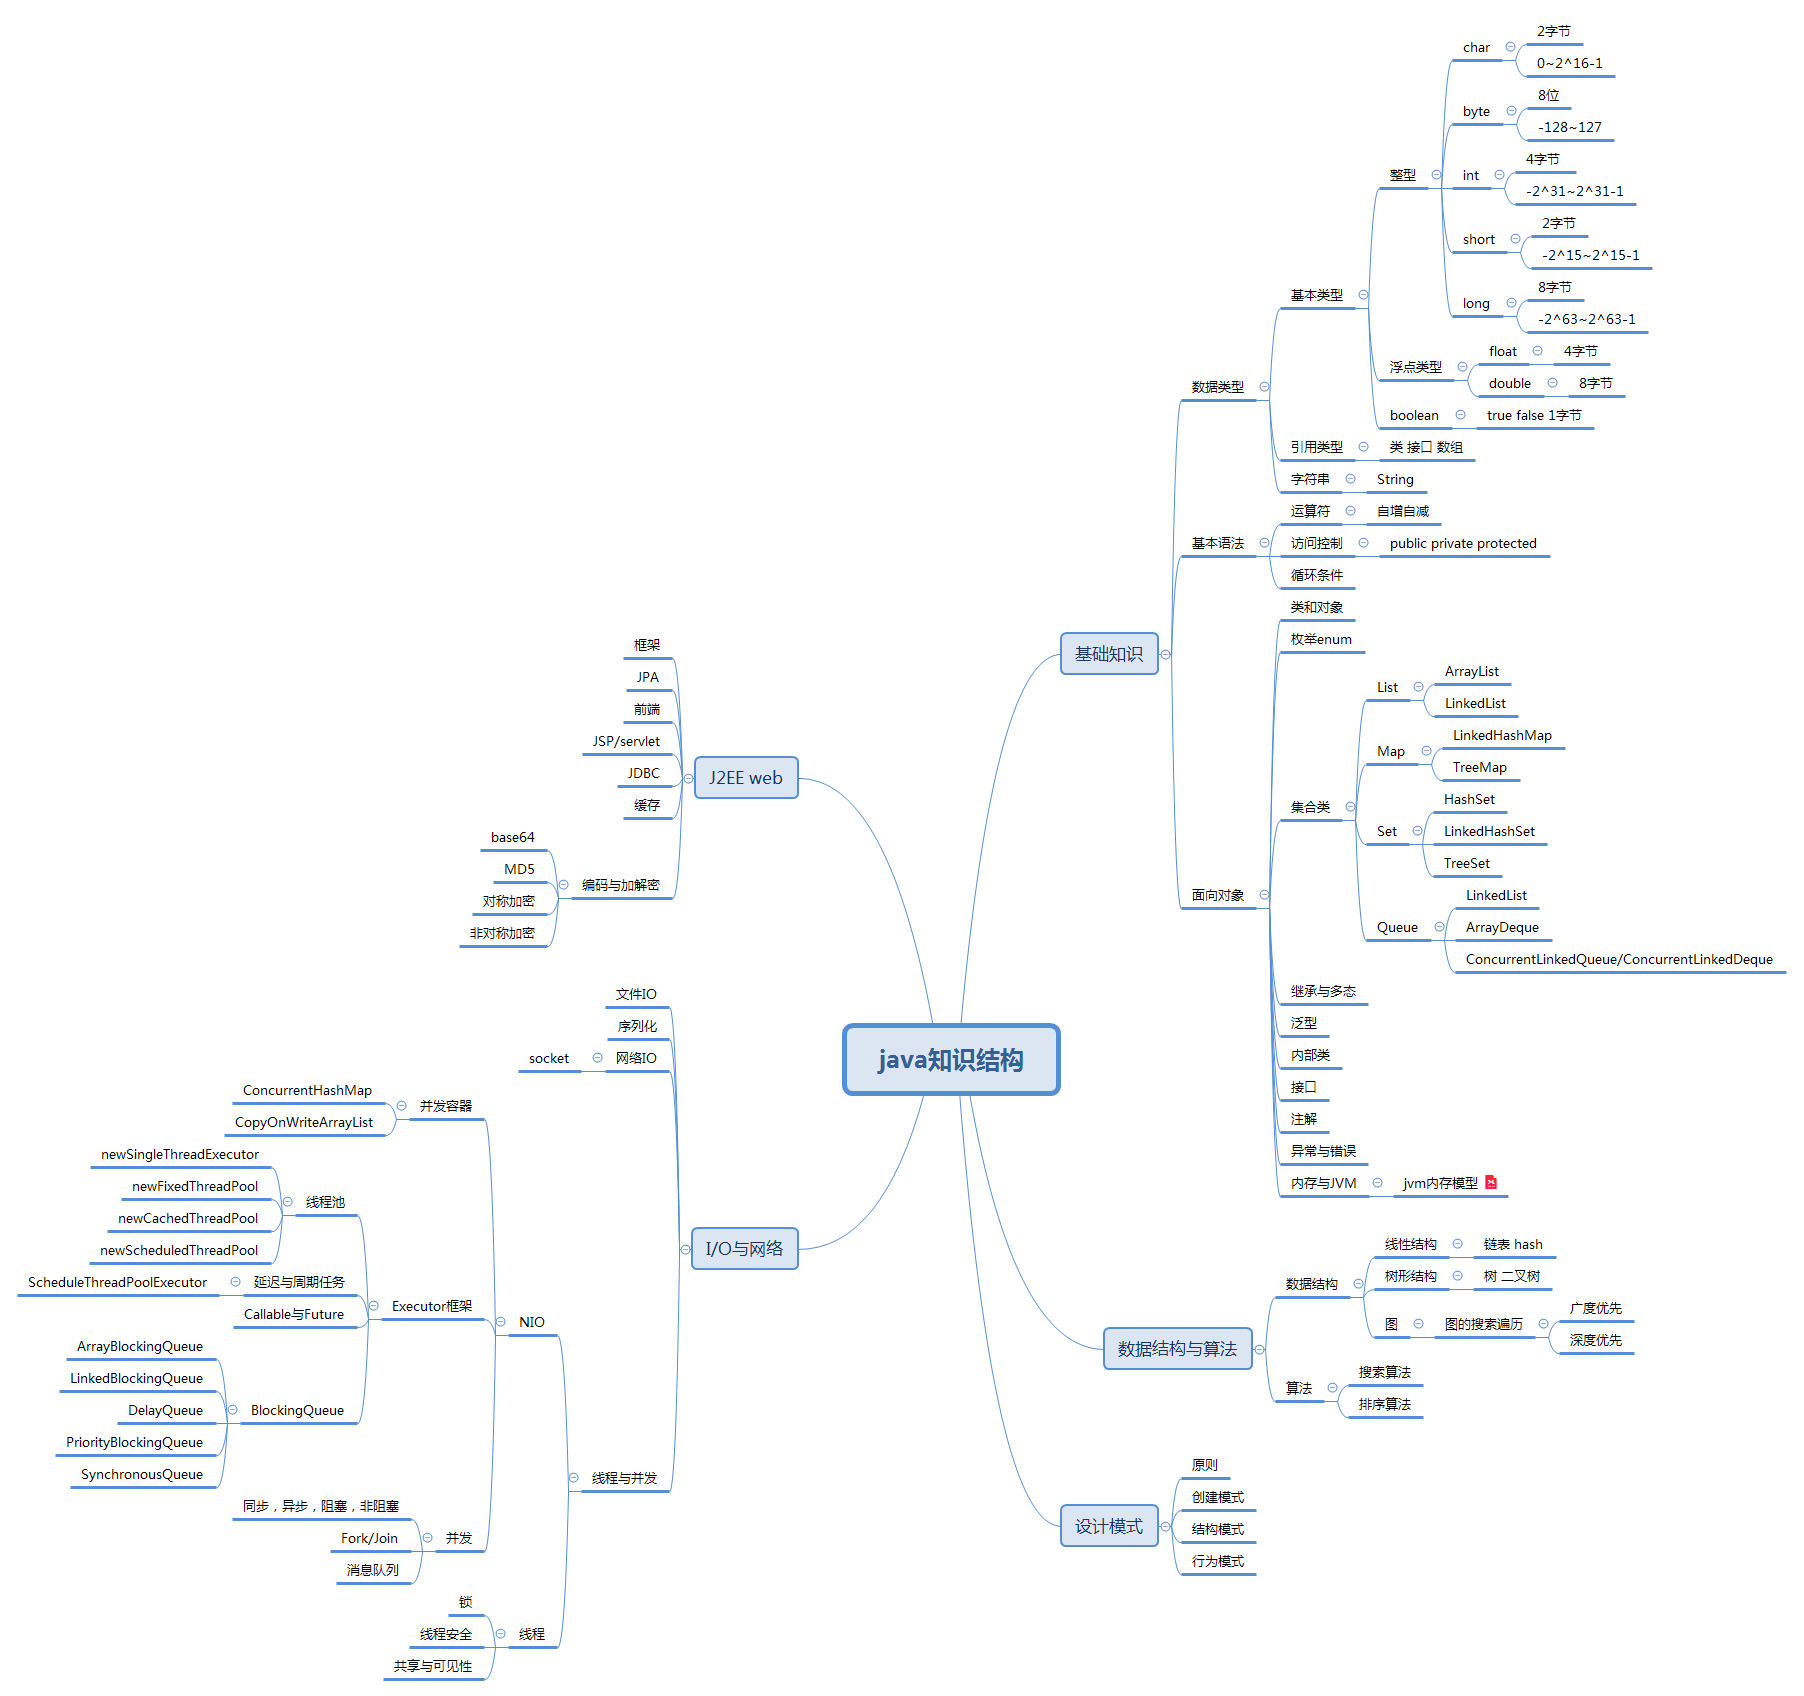 java知识结构
基础知识
数据类型
基本类型
整型
char
2字节
0~2^16-1
byte
8位
-128~127
int
4字节
-2^31~2^31-1
short
2字节
-2^15~2^15-1
long
8字节
-2^63~2^63-1
浮点类型
float
4字节
double
8字节
boolean
true false 1字节
引用类型
类 接口 数组
字符串
String
基本语法
运算符
自增自减
访问控制
public private protected
循环条件
面向对象
类和对象
枚举enum
集合类
List
ArrayList
LinkedList
Map
LinkedHashMap
TreeMap
Set
HashSet
LinkedHashSet
TreeSet
Queue
LinkedList
ArrayDeque
ConcurrentLinkedQueue/ConcurrentLinkedDeque
继承与多态
泛型
内部类
接口
注解
异常与错误
内存与JVM
jvm内存模型
数据结构与算法
数据结构
线性结构
链表 hash
树形结构
树 二叉树
图
图的搜索遍历
广度优先
深度优先
算法
搜索算法
排序算法
设计模式
原则
创建模式
结构模式
行为模式
J2EE web
框架
JPA
前端
JSP/servlet
JDBC
缓存
编码与加解密
base64
MD5
对称加密
非对称加密
I/O与网络
文件IO
序列化
网络IO
socket
线程与并发
NIO
并发容器
ConcurrentHashMap
CopyOnWriteArrayList
Executor框架
线程池
newSingleThreadExecutor
newFixedThreadPool
newCachedThreadPool
newScheduledThreadPool
延迟与周期任务
ScheduleThreadPoolExecutor
Callable与Future
BlockingQueue
ArrayBlockingQueue
LinkedBlockingQueue
DelayQueue
PriorityBlockingQueue
SynchronousQueue
并发
同步，异步，阻塞，非阻塞
Fork/Join
消息队列
线程
锁
线程安全
共享与可见性